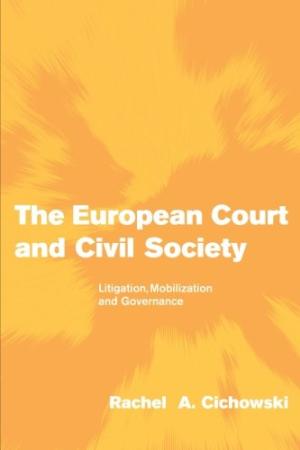 The European Court
and Civil Society
Litigation, Mobilization
and Governance
Rachel A. Cichowski